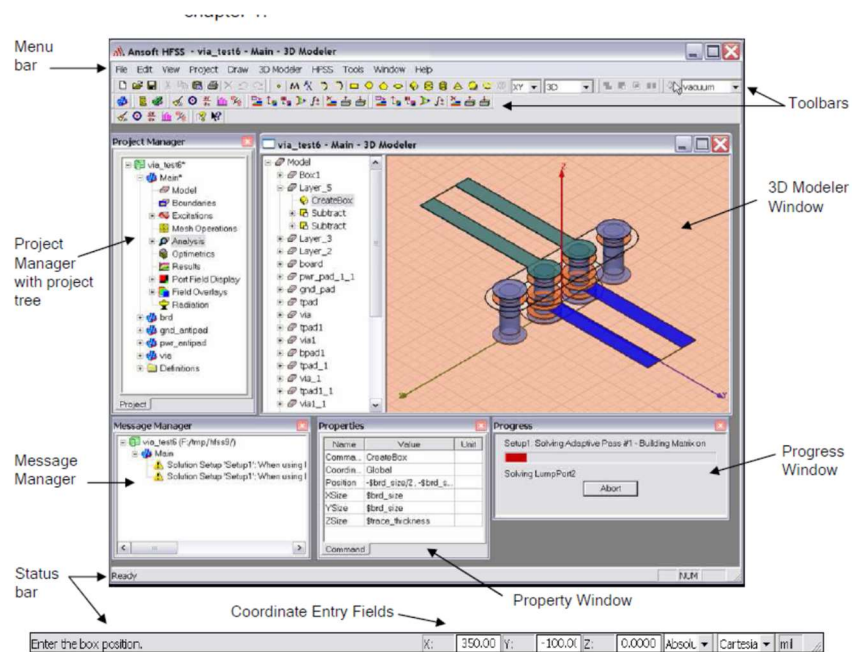 Menu
bar
Ansoft HFSS - via_test6 - Main - 3D Modeler
File Edit View Project Draw 3D Modeler HFSS Tools Window Help
XY 3D vacuum
Toolbars
Project Manager
via_test6*
Main*
Model
Boundaries
Excitations
Mesh Operations
Analysis
Optimetrics
Results
Port Field Display
Field Overlays
Radiation
brd
gnd_antipad
pwr_antipad
via
Definitions
Project
Project
Manager
with project
tree
via_test6 - Main - 3D Modeler
Model
Box1
Layer_5
CreateBox
Subtract
Subtract
Layer_3
Layer_2
board
pwr_pad_1_1
gnd_pad
tpad
via
tpad1
via1
bpad1
tpad_1
via_1
tpad1_1
via1_1
Z
3D Modeler
Window
Message Manager
via_test6 (F:/tmp/hfss9/)
Main
Solution Setup 'Setup1': When using
Solution Setup 'Setup1': When using
Message
Manager
Properties
Name Value Unit
Comma... CreateBox
Coordin... Global
Position -$brd_size/2 , -$brd_s...
XSize $brd_size
YSize $brd_size
ZSize $trace_thickness
Command
Progress
Setup1: Solving Adaptive Pass #1 - Building Matrix on
Solving LumpPort2
Abort
Progress
Window
Status
bar
Ready
NUM
Property Window
Coordinate Entry Fields
Enter the box position. X: 350.00 Y: -100.0( Z: 0.0000 Absolu Cartesia mil